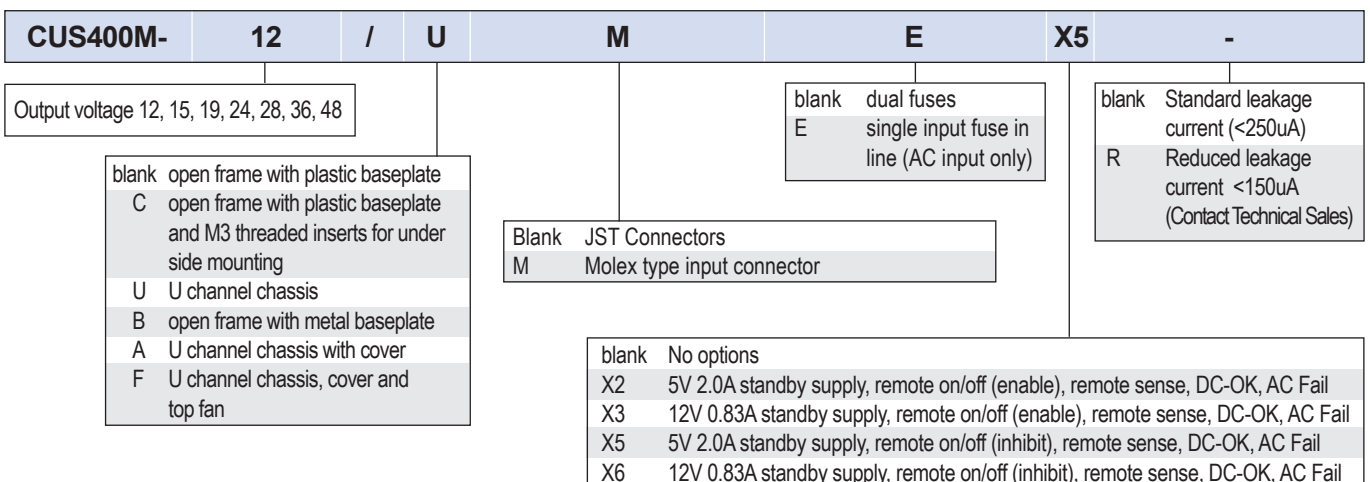 CUS400M- 12 / U M E X5 -
Output voltage 12, 15, 19, 24, 28, 36, 48
blank open frame with plastic baseplate
C open frame with plastic baseplate
and M3 threaded inserts for under
side mounting
U U channel chassis
B open frame with metal baseplate
A U channel chassis with cover
F U channel chassis, cover and
top fan
Blank JST Connectors
M Molex type input connector
blank dual fuses
E single input fuse in
line (AC input only)
blank No options
X2 5V 2.0A standby supply, remote on/off (enable), remote sense, DC-OK, AC Fail
X3 12V 0.83A standby supply, remote on/off (enable), remote sense, DC-OK, AC Fail
X5 5V 2.0A standby supply, remote on/off (inhibit), remote sense, DC-OK, AC Fail
X6 12V 0.83A standby supply, remote on/off (inhibit), remote sense, DC-OK, AC Fail
blank Standard leakage
current (<250uA)
R Reduced leakage
current <150uA
(Contact Technical Sales)